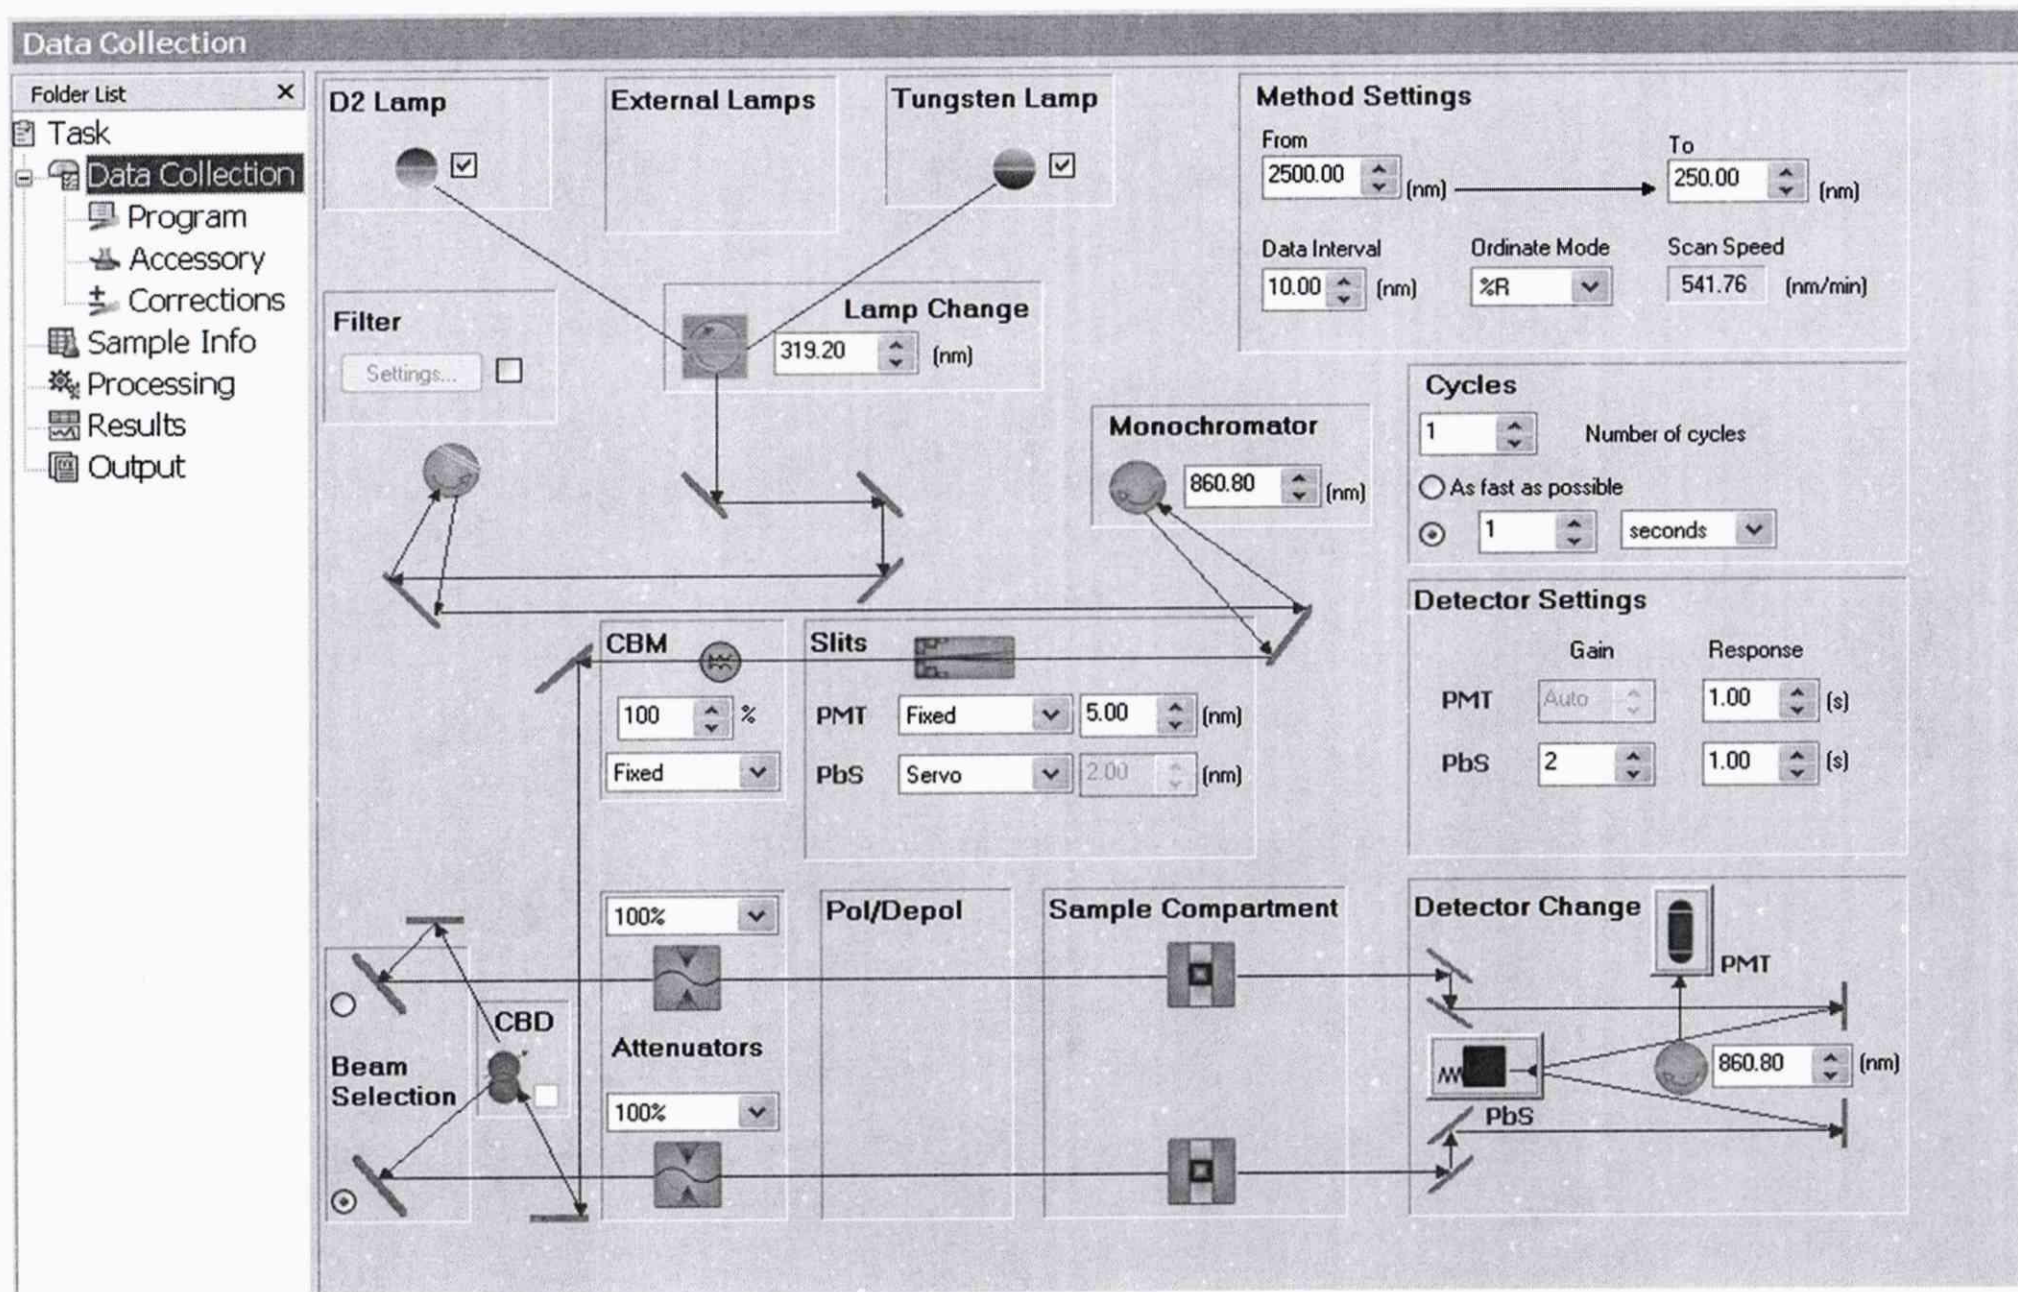 Data Collection
Folder List
Task
Data Collection
Program
Accessory
Corrections
Sample Info
Processing
Results
Output
D2 Lamp
External Lamps
Tungsten Lamp
Method Settings
From
To
2500.00 (nm)
250.00 (nm)
Data Interval
Ordinate Mode
Scan Speed
10.00 (nm)
%R
541.76 (nm/min)
Filter
Settings...
Lamp Change
319.20 (nm)
Monochromator
860.80 (nm)
Cycles
1 Number of cycles
As fast as possible
1 seconds
Detector Settings
Gain Response
PMT Auto 1.00 (s)
PbS 2 1.00 (s)
CBM
100 %
Fixed
Slits
PMT Fixed 5.00 (nm)
PbS Servo 2.00 (nm)
Beam
Selection
CBD
100%
Attenuators
100%
Pol/Depol
Sample Compartment
Detector Change
PMT
860.80 (nm)
PbS